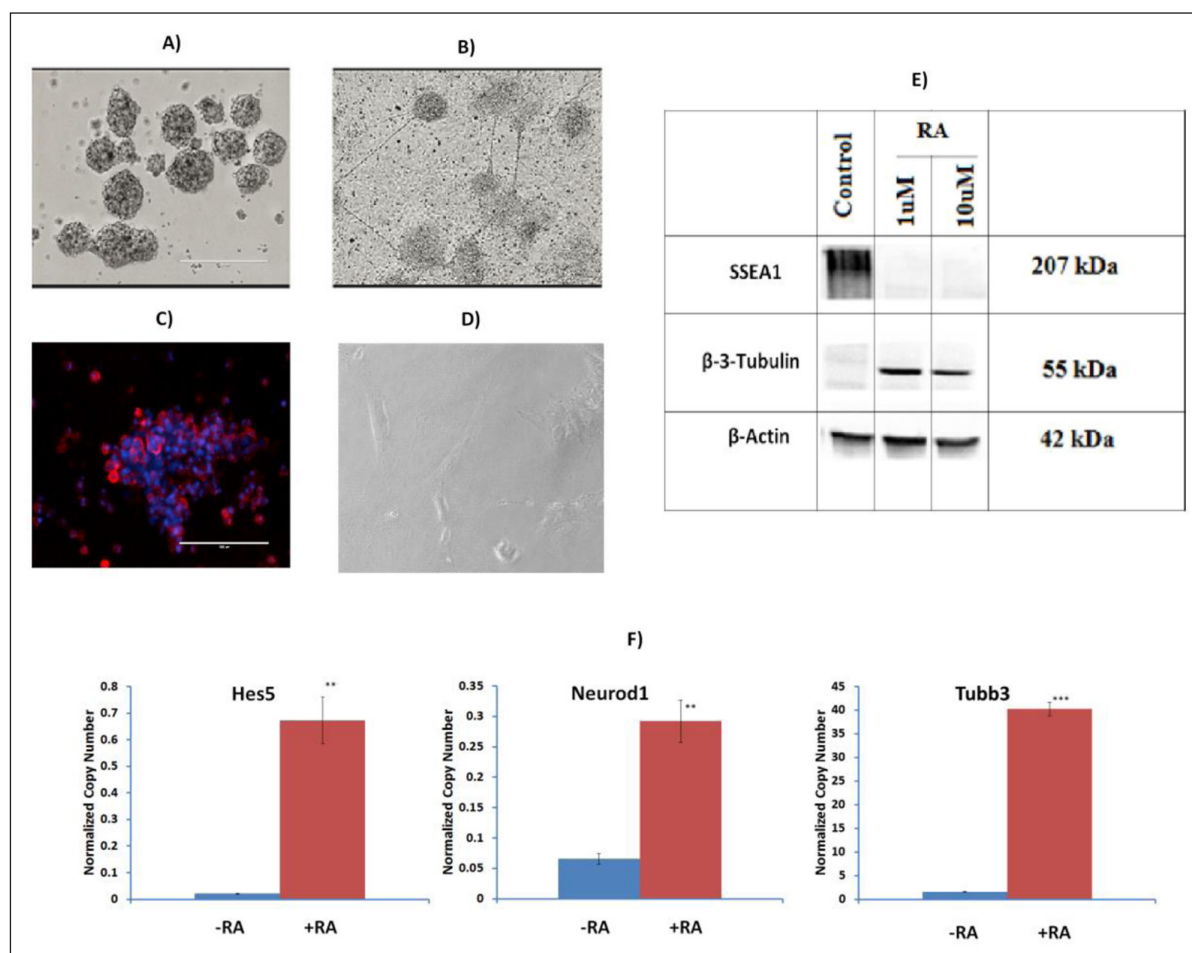 A)
B)
C)
D)
E)
Control
RA
1uM
10uM
SSEA1
207 kDa
β-3-Tubulin
55 kDa
β-Actin
42 kDa
F)
Hes5
Normalized Copy Number
0.8
0.7
0.6
0.5
0.4
0.3
0.2
0.1
0
**
-RA +RA
Neurod1
Normalized Copy Number
0.35
0.3
0.25
0.2
0.15
0.1
0.05
0
**
-RA +RA
Tubb3
Normalized Copy Number
45
40
35
30
25
20
15
10
5
0
***
-RA +RA